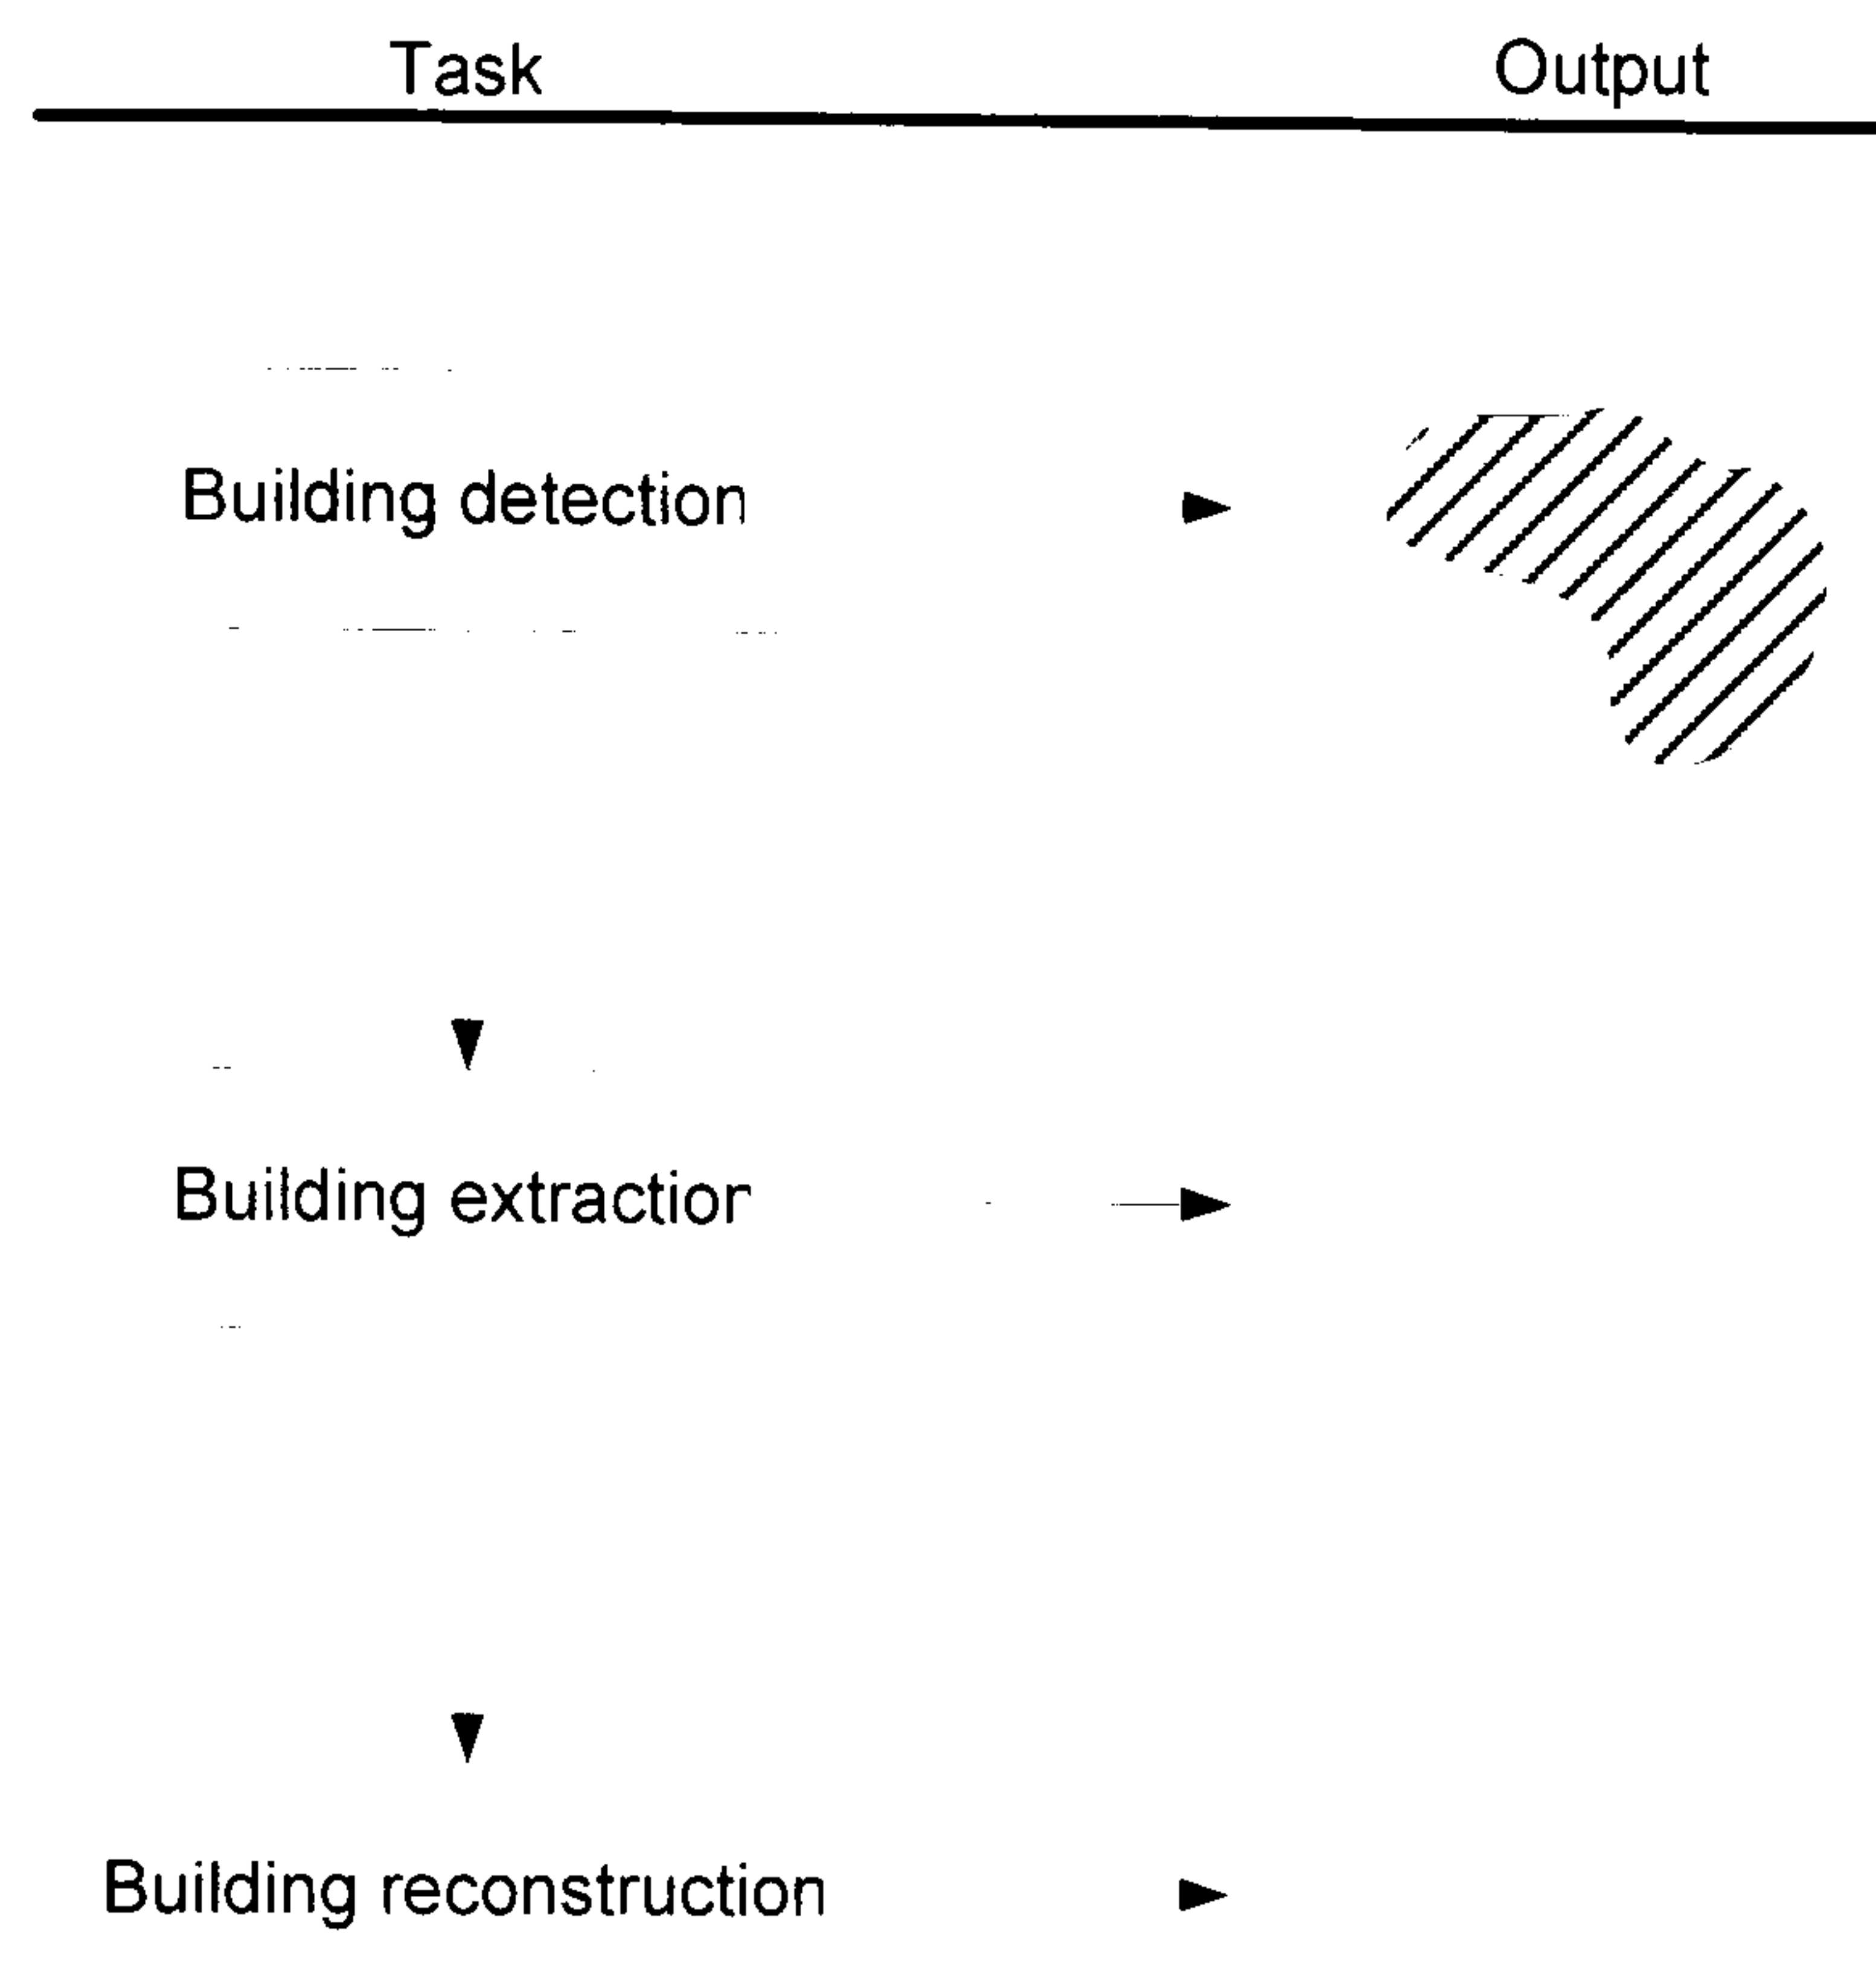 Task Output
Building detection
Building extractior
Building reconstruction